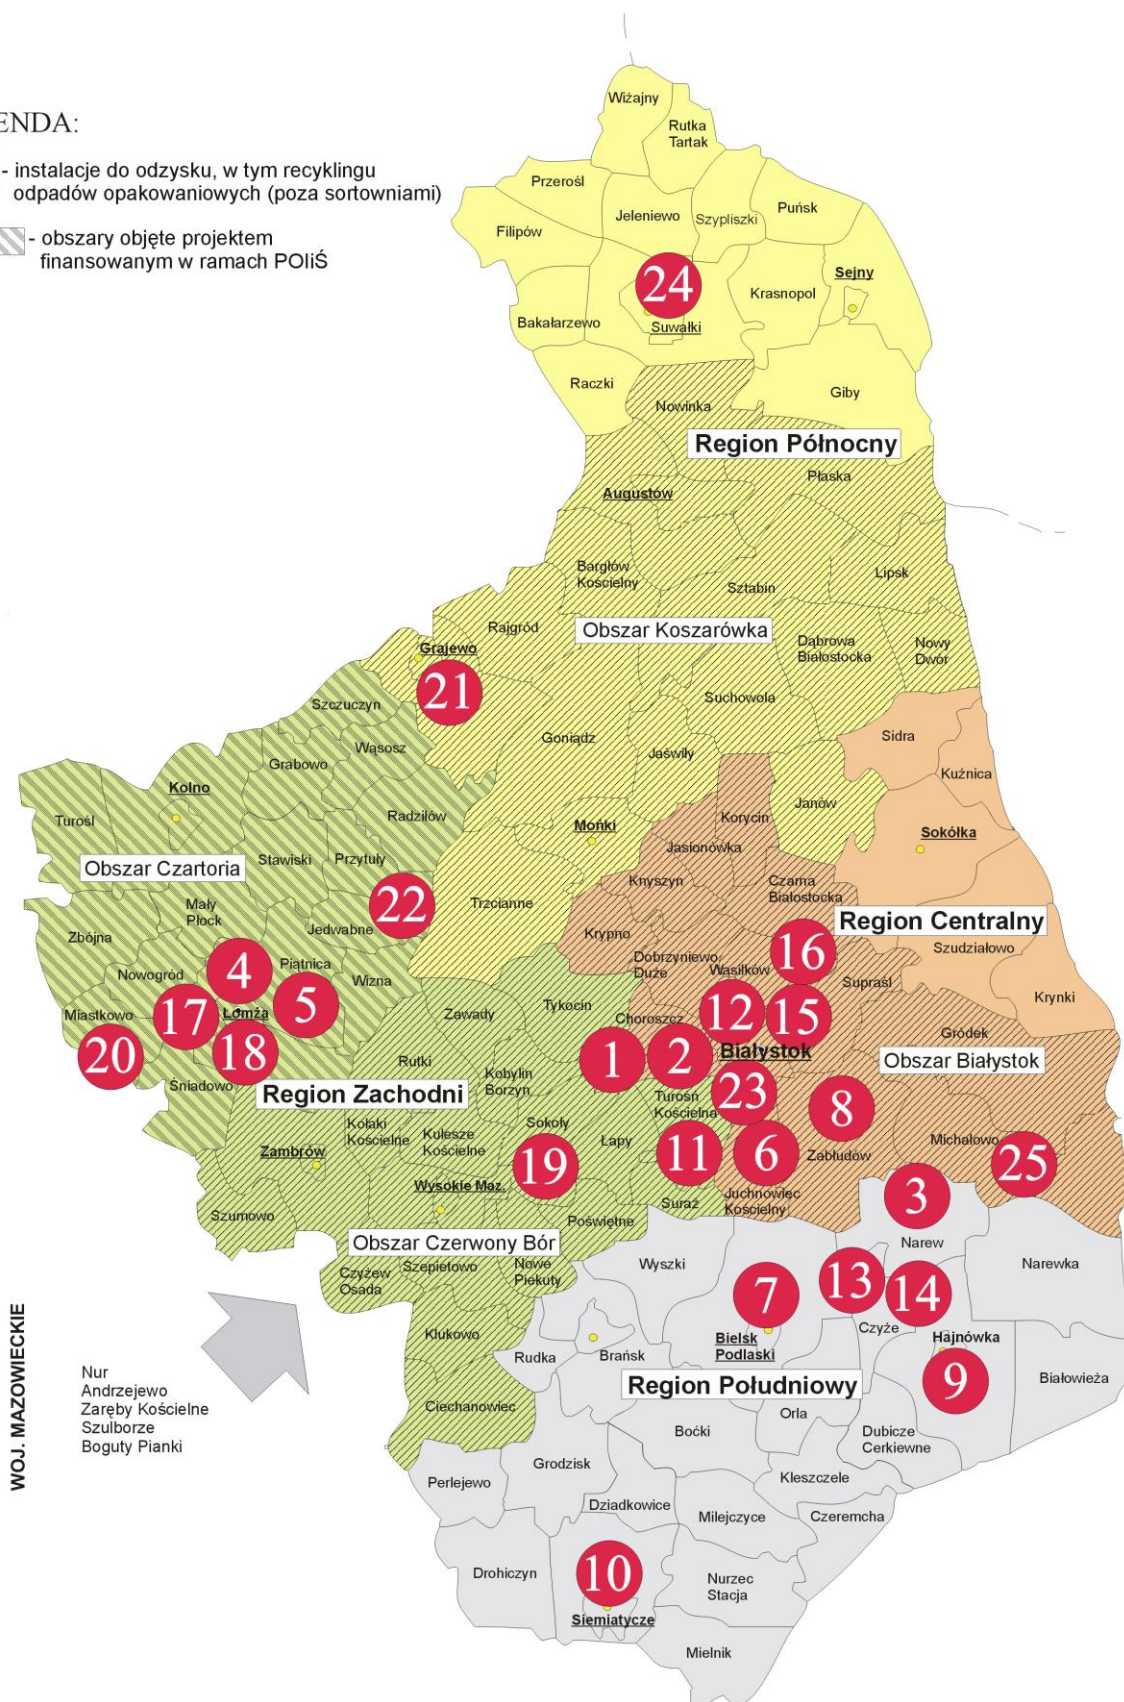 ENDA:
- instalacje do odzysku, w tym recyklingu
odpadów opakowaniowych (poza sortowniami)
- obszary objęte projektem
finansowanym w ramach POIiŚ
Wiżajny
Rutka
Tartak
Przerośl
Jeleniewo
Szypliszki
Puńsk
Filipów
24
Sejny
Krasnopol
Bakałarzewo
Suwałki
Raczki
Giby
Nowinka
Region Północny
Płaska
Augustów
Bargłów
Kościelny
Sztabin
Lipsk
Rajgród
Obszar Koszarówka
Dąbrowa
Białostocka
Nowy
Dwór
Grajewo
21
Szczuczyn
Suchowola
Wąsosz
Goniądz
Jaświły
Sidra
Grabowo
Kuźnica
Kolno
Radziłów
Janów
Turośl
Mońki
Korycin
Sokółka
Obszar Czartoria
Stawiski
Przytuły
Jasionówka
Knyszyn
Czarna
Białostocka
Mały
Płock
22
Trzcianne
Region Centralny
Zbójna
Jedwabne
Krypno
Szudziałowo
Nowogród
4
Piątnica
Wizna
Dobrzyniewo
Duże
Wasilków
16
Supraśl
Krynki
Miastkowo
17
Łomża
5
Zawady
Tykocin
Choroszcz
12
15
Gródek
20
18
Rutki
1
2
Białystok
Obszar Białystok
Śniadowo
Region Zachodni
Kobylin
Borzyn
Turośń
Kościelna
23
8
Kołaki
Kościelne
Kulesze
Kościelne
Sokoły
Łapy
Michałowo
Zambrów
19
11
6
Zabłudów
25
Wysokie Maz.
Suraż
Juchnowiec
Kościelny
3
Szumowo
Poświętne
Obszar Czerwony Bór
Narew
Czyżew
Osada
Szepietowo
Nowe
Piekuty
Wyszki
7
13
14
Narewka
Klukowo
Rudka
Brańsk
Bielsk
Podlaski
Czyże
Hajnówka
9
Białowieża
Region Południowy
Ciechanowiec
Orla
Boćki
Dubicze
Cerkiewne
Perlejewo
Grodzisk
Kleszczele
Dziadkowice
Milejczyce
Czeremcha
Drohiczyn
10
Nurzec
Stacja
Siemiatycze
Mielnik
WOJ. MAZOWIECKIE
Nur
Andrzejewo
Zaręby Kościelne
Szulborze
Boguty Pianki